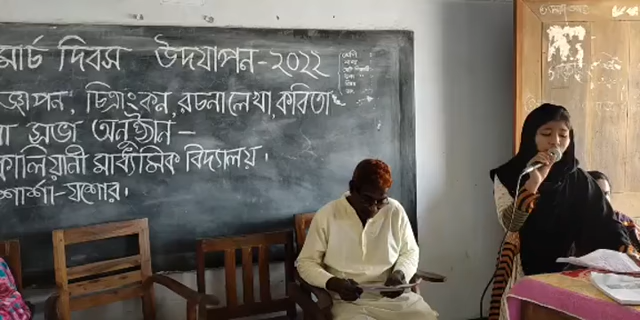 মার্চ দিবস উদযাপন-২০২২
জ্ঞাপন, চিত্রাংকন, রচনা লেখা, কবিতা
সভা অনুষ্ঠান –
কালিয়ানী মাধ্যমিক বিদ্যালয়।
শার্শা-যশোর।